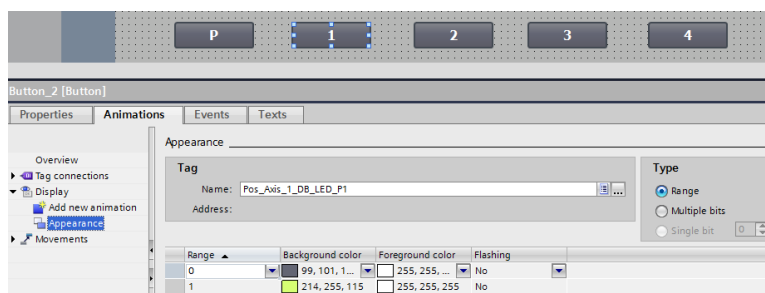 P 1 2 3 4
Button_2 [Button]
Properties Animations Events Texts
Appearance
Overview
Tag connections
Display
Add new animation
Appearance
Movements
Tag
Name: Pos_Axis_1_DB_LED_P1 ...
Address:
Type
Range
Multiple bits
Single bit 0
Range Background color Foreground color Flashing
0 99, 101, 1... 255, 255, ... No
1 214, 255, 115 255, 255, 255 No